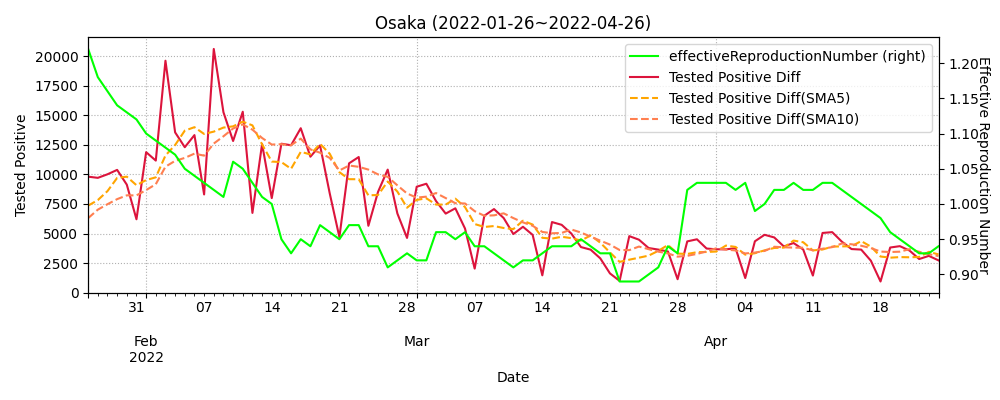 Osaka (2022-01-26~2022-04-26)
effectiveReproductionNumber (right)
Tested Positive Diff
Tested Positive Diff(SMA5)
Tested Positive Diff(SMA10)
Tested Positive
20000
17500
15000
12500
10000
7500
5000
2500
0
Effective Reproduction Number
1.20
1.15
1.10
1.05
1.00
0.95
0.90
31 07 14 21 28 07 14 21 28 04 11 18
Feb Mar Apr
2022
Date